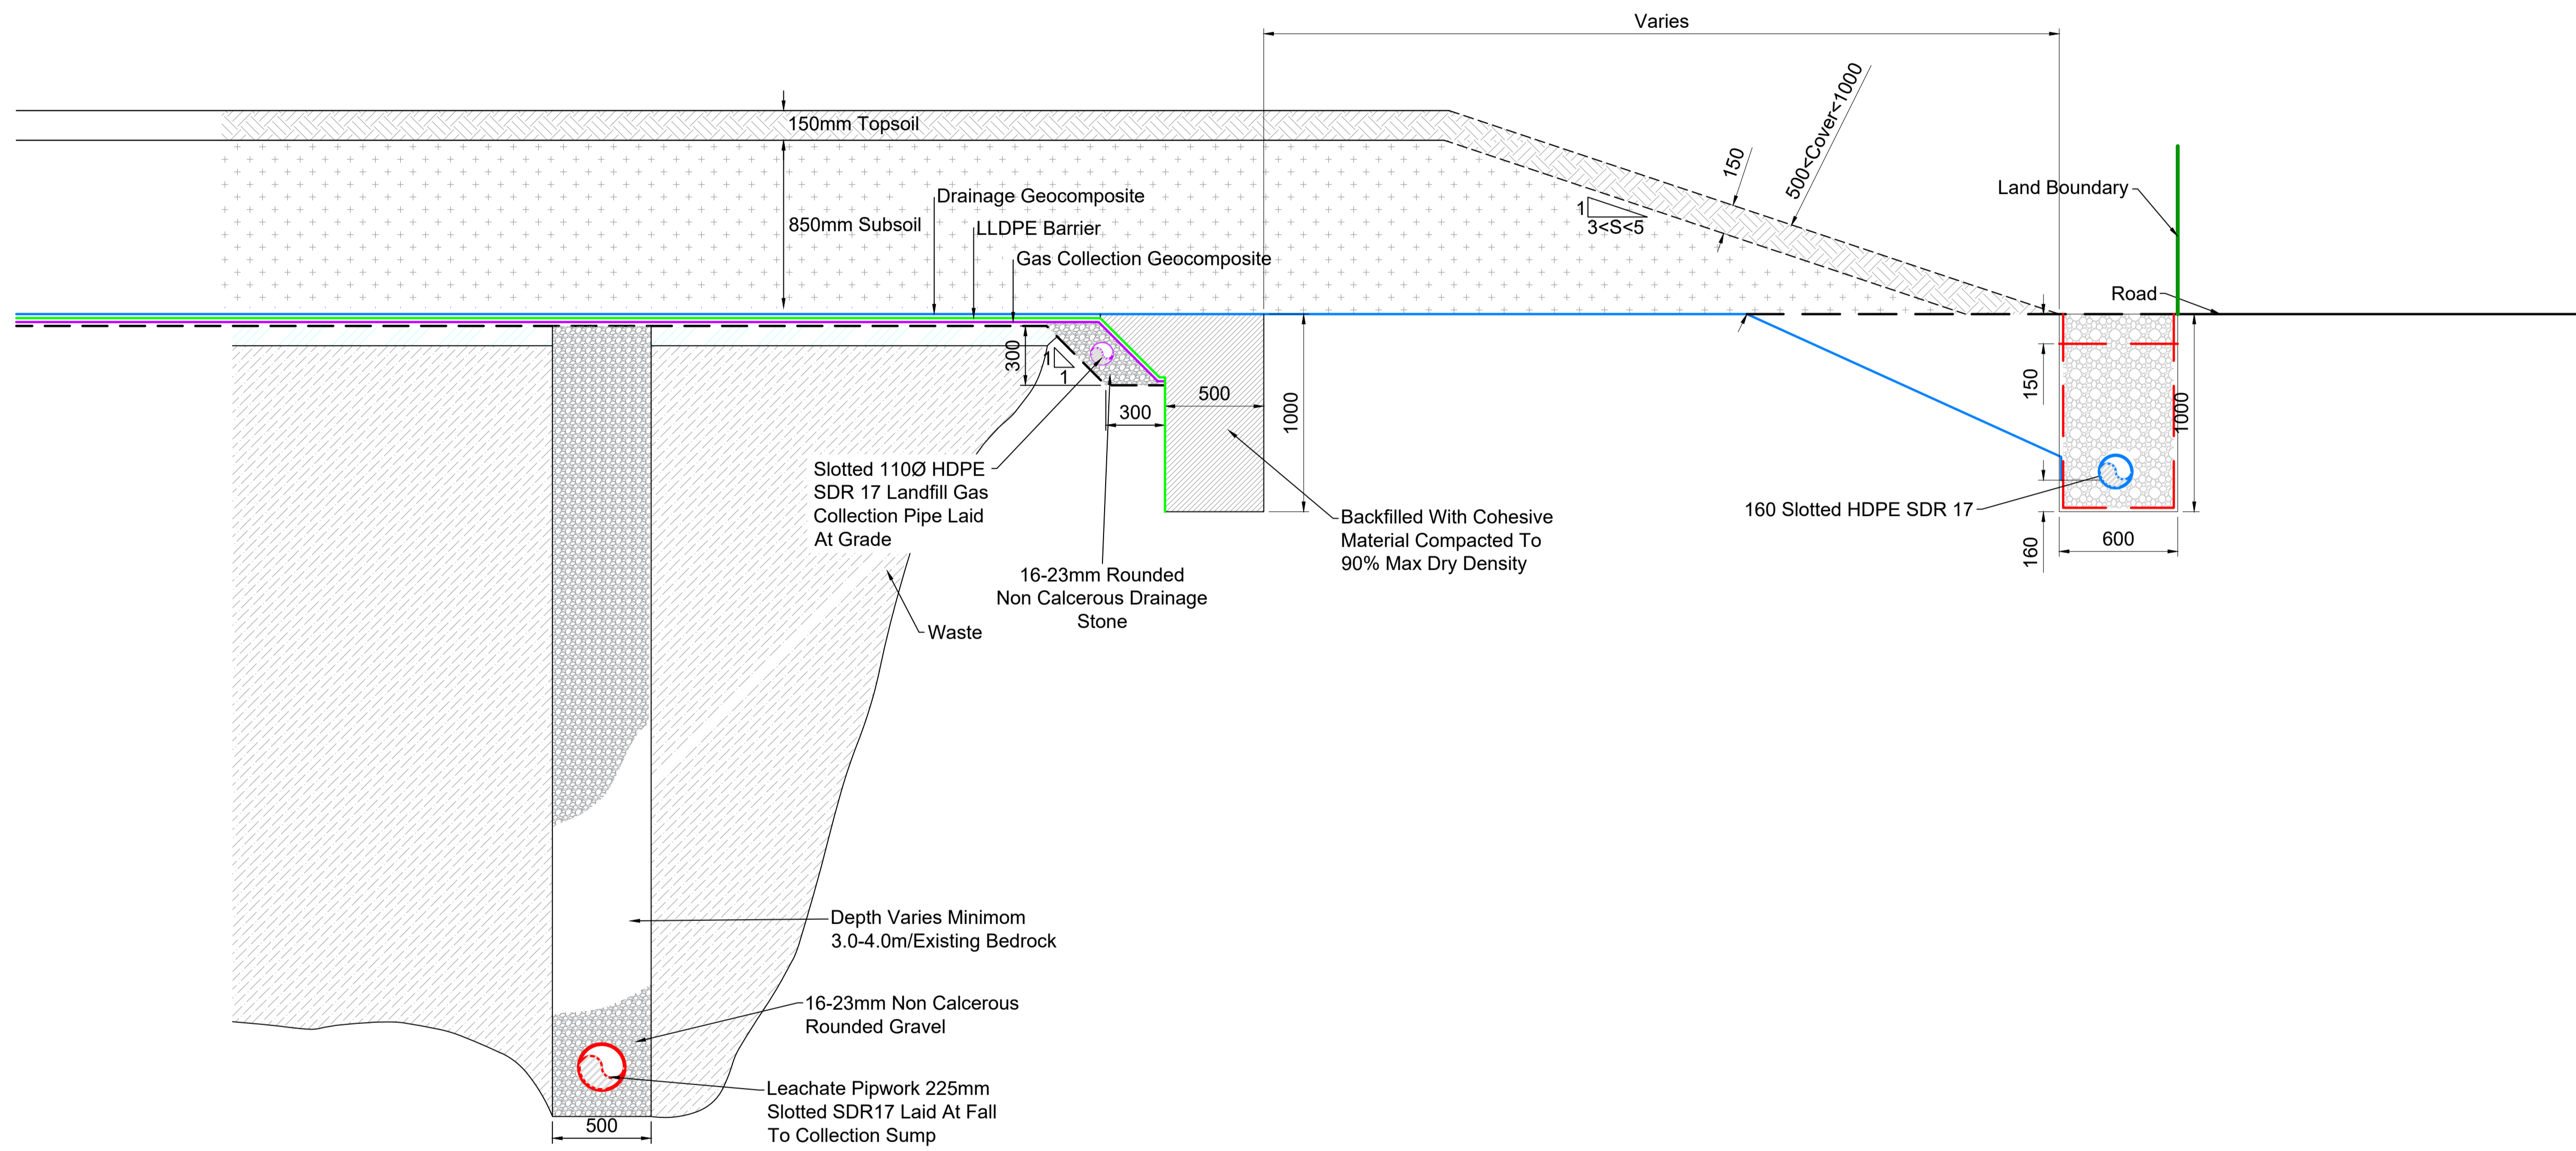 Varies
150mm Topsoil
850mm Subsoil
Drainage Geocomposite
LLDPE Barrier
Gas Collection Geocomposite
150
500<Cover<1000
1
3<S<5
Land Boundary
Road
300
1
1
300
500
1000
150
1000
160
600
Slotted 110Ø HDPE
SDR 17 Landfill Gas
Collection Pipe Laid
At Grade
16-23mm Rounded
Non Calcerous Drainage
Stone
Backfilled With Cohesive
Material Compacted To
90% Max Dry Density
160 Slotted HDPE SDR 17
Waste
Depth Varies Minimom
3.0-4.0m/Existing Bedrock
16-23mm Non Calcerous
Rounded Gravel
Leachate Pipwork 225mm
Slotted SDR17 Laid At Fall
To Collection Sump
500